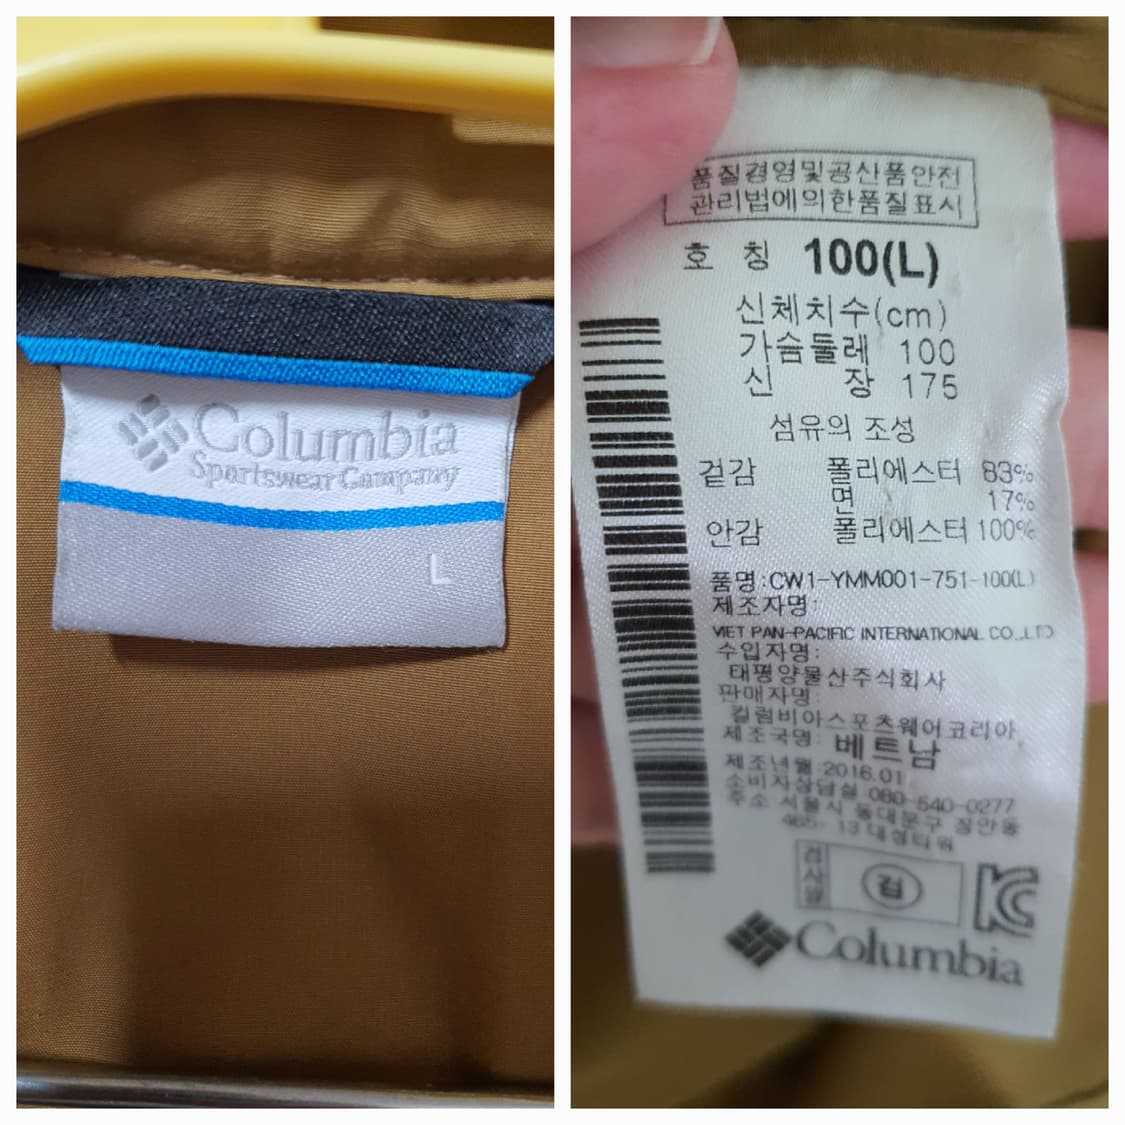 Columbia
Sportswear Company
L
품질경영및공산품안전
관리법에의한품질표시
호 칭 100(L)
신체치수(cm)
가슴둘레 100
신 장 175
섬유의 조성
겉감 폴리에스터 83%
면 17%
안감 폴리에스터 100%
품명:CW1-YMM001-751-100(L)
제조자명:
VIET PAN-PACIFIC INTERNATIONAL CO.,LTD
수입자명:
태평양물산주식회사
판매자명:
컬럼비아스포츠웨어코리아
제조국명: 베트남
제조년월:2016.01
소비자상담실 080-540-0277
주소 서울시 동대문구 장안동
465-13 대성타워
검사필
검
Columbia